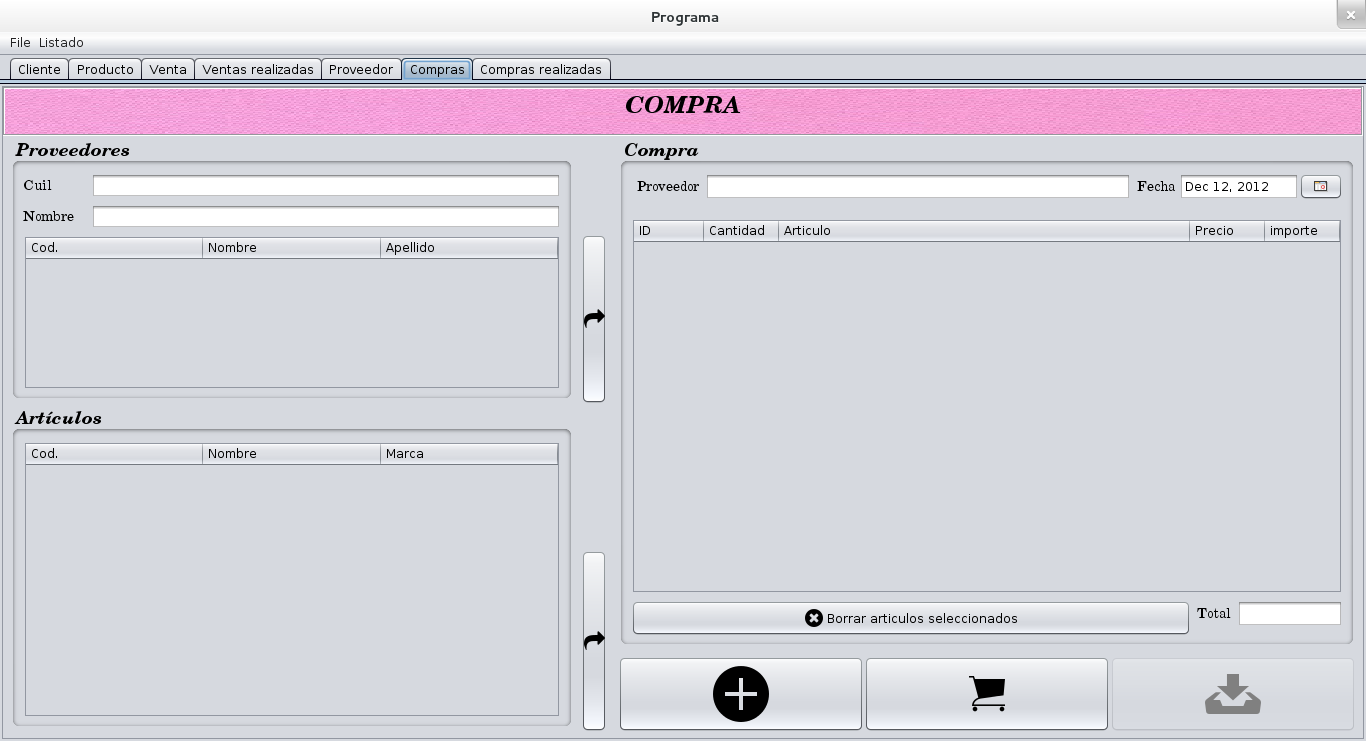 Programa
File Listado
Cliente Producto Venta Ventas realizadas Proveedor Compras Compras realizadas
COMPRA
Proveedores
Cuil
Nombre
Cod. Nombre Apellido
Artículos
Cod. Nombre Marca
Compra
Proveedor Fecha Dec 12, 2012
ID Cantidad Articulo Precio importe
Borrar articulos seleccionados Total